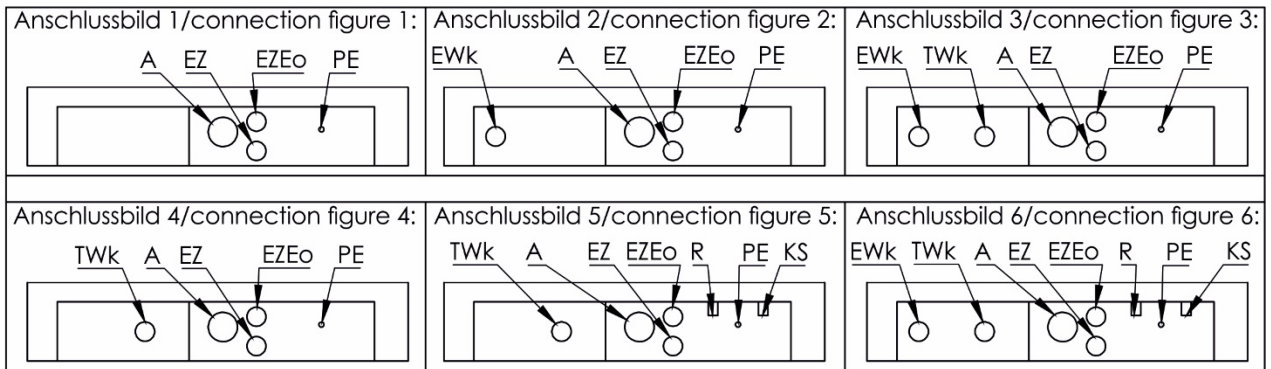 Anschlussbild 1/connection figure 1:
A EZ EZEo PE
Anschlussbild 2/connection figure 2:
EWk A EZ EZEo PE
Anschlussbild 3/connection figure 3:
EWk TWk A EZ EZEo PE
Anschlussbild 4/connection figure 4:
TWk A EZ EZEo PE
Anschlussbild 5/connection figure 5:
TWk A EZ EZEo R PE KS
Anschlussbild 6/connection figure 6:
EWk TWk A EZ EZEo R PE KS